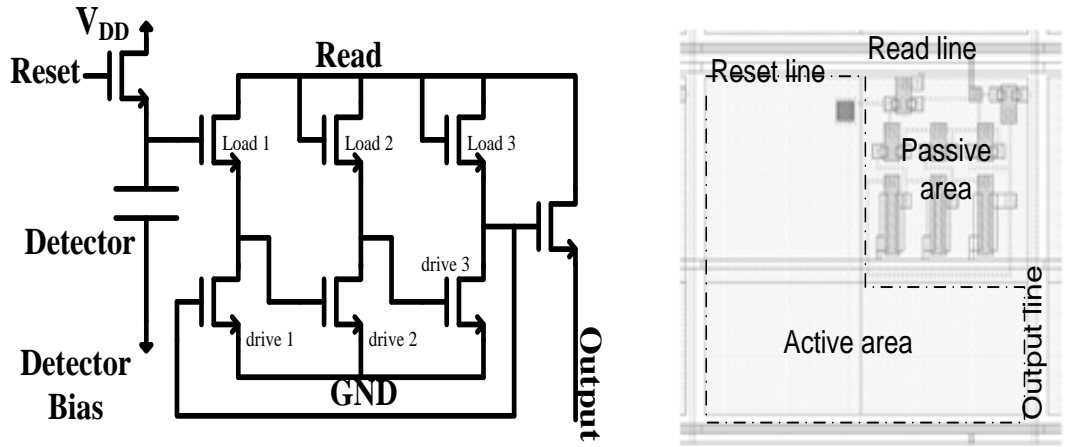 V_DD
Reset
Read
Load 1
Load 2
Load 3
Detector
drive 3
drive 1
drive 2
Detector
Bias
GND
Output
Read line
Reset line
Passive
area
Active area
Output line